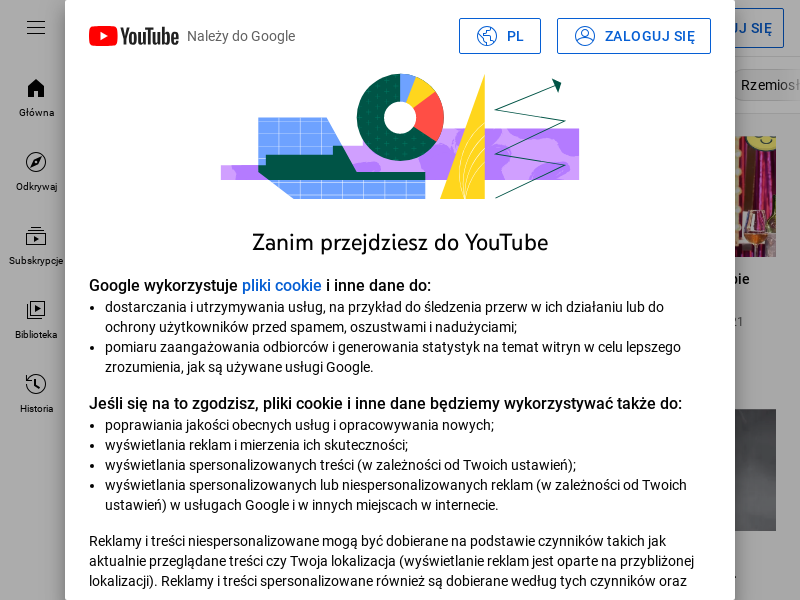 YouTube Należy do Google
PL
ZALOGUJ SIĘ
UJ SIĘ
Główna
Odkrywaj
Subskrypcje
Biblioteka
Historia
Zanim przejdziesz do YouTube
Google wykorzystuje pliki cookie i inne dane do:
• dostarczania i utrzymywania usług, na przykład do śledzenia przerw w ich działaniu lub do
ochrony użytkowników przed spamem, oszustwami i nadużyciami;
• pomiaru zaangażowania odbiorców i generowania statystyk na temat witryn w celu lepszego
zrozumienia, jak są używane usługi Google.
Jeśli się na to zgodzisz, pliki cookie i inne dane będziemy wykorzystywać także do:
• poprawiania jakości obecnych usług i opracowywania nowych;
• wyświetlania reklam i mierzenia ich skuteczności;
• wyświetlania spersonalizowanych treści (w zależności od Twoich ustawień);
• wyświetlania spersonalizowanych lub niespersonalizowanych reklam (w zależności od Twoich
ustawień) w usługach Google i w innych miejscach w internecie.
Reklamy i treści niespersonalizowane mogą być dobierane na podstawie czynników takich jak
aktualnie przeglądane treści czy Twoja lokalizacja (wyświetlanie reklam jest oparte na przybliżonej
lokalizacji). Reklamy i treści spersonalizowane również są dobierane według tych czynników oraz
Rzemiosł